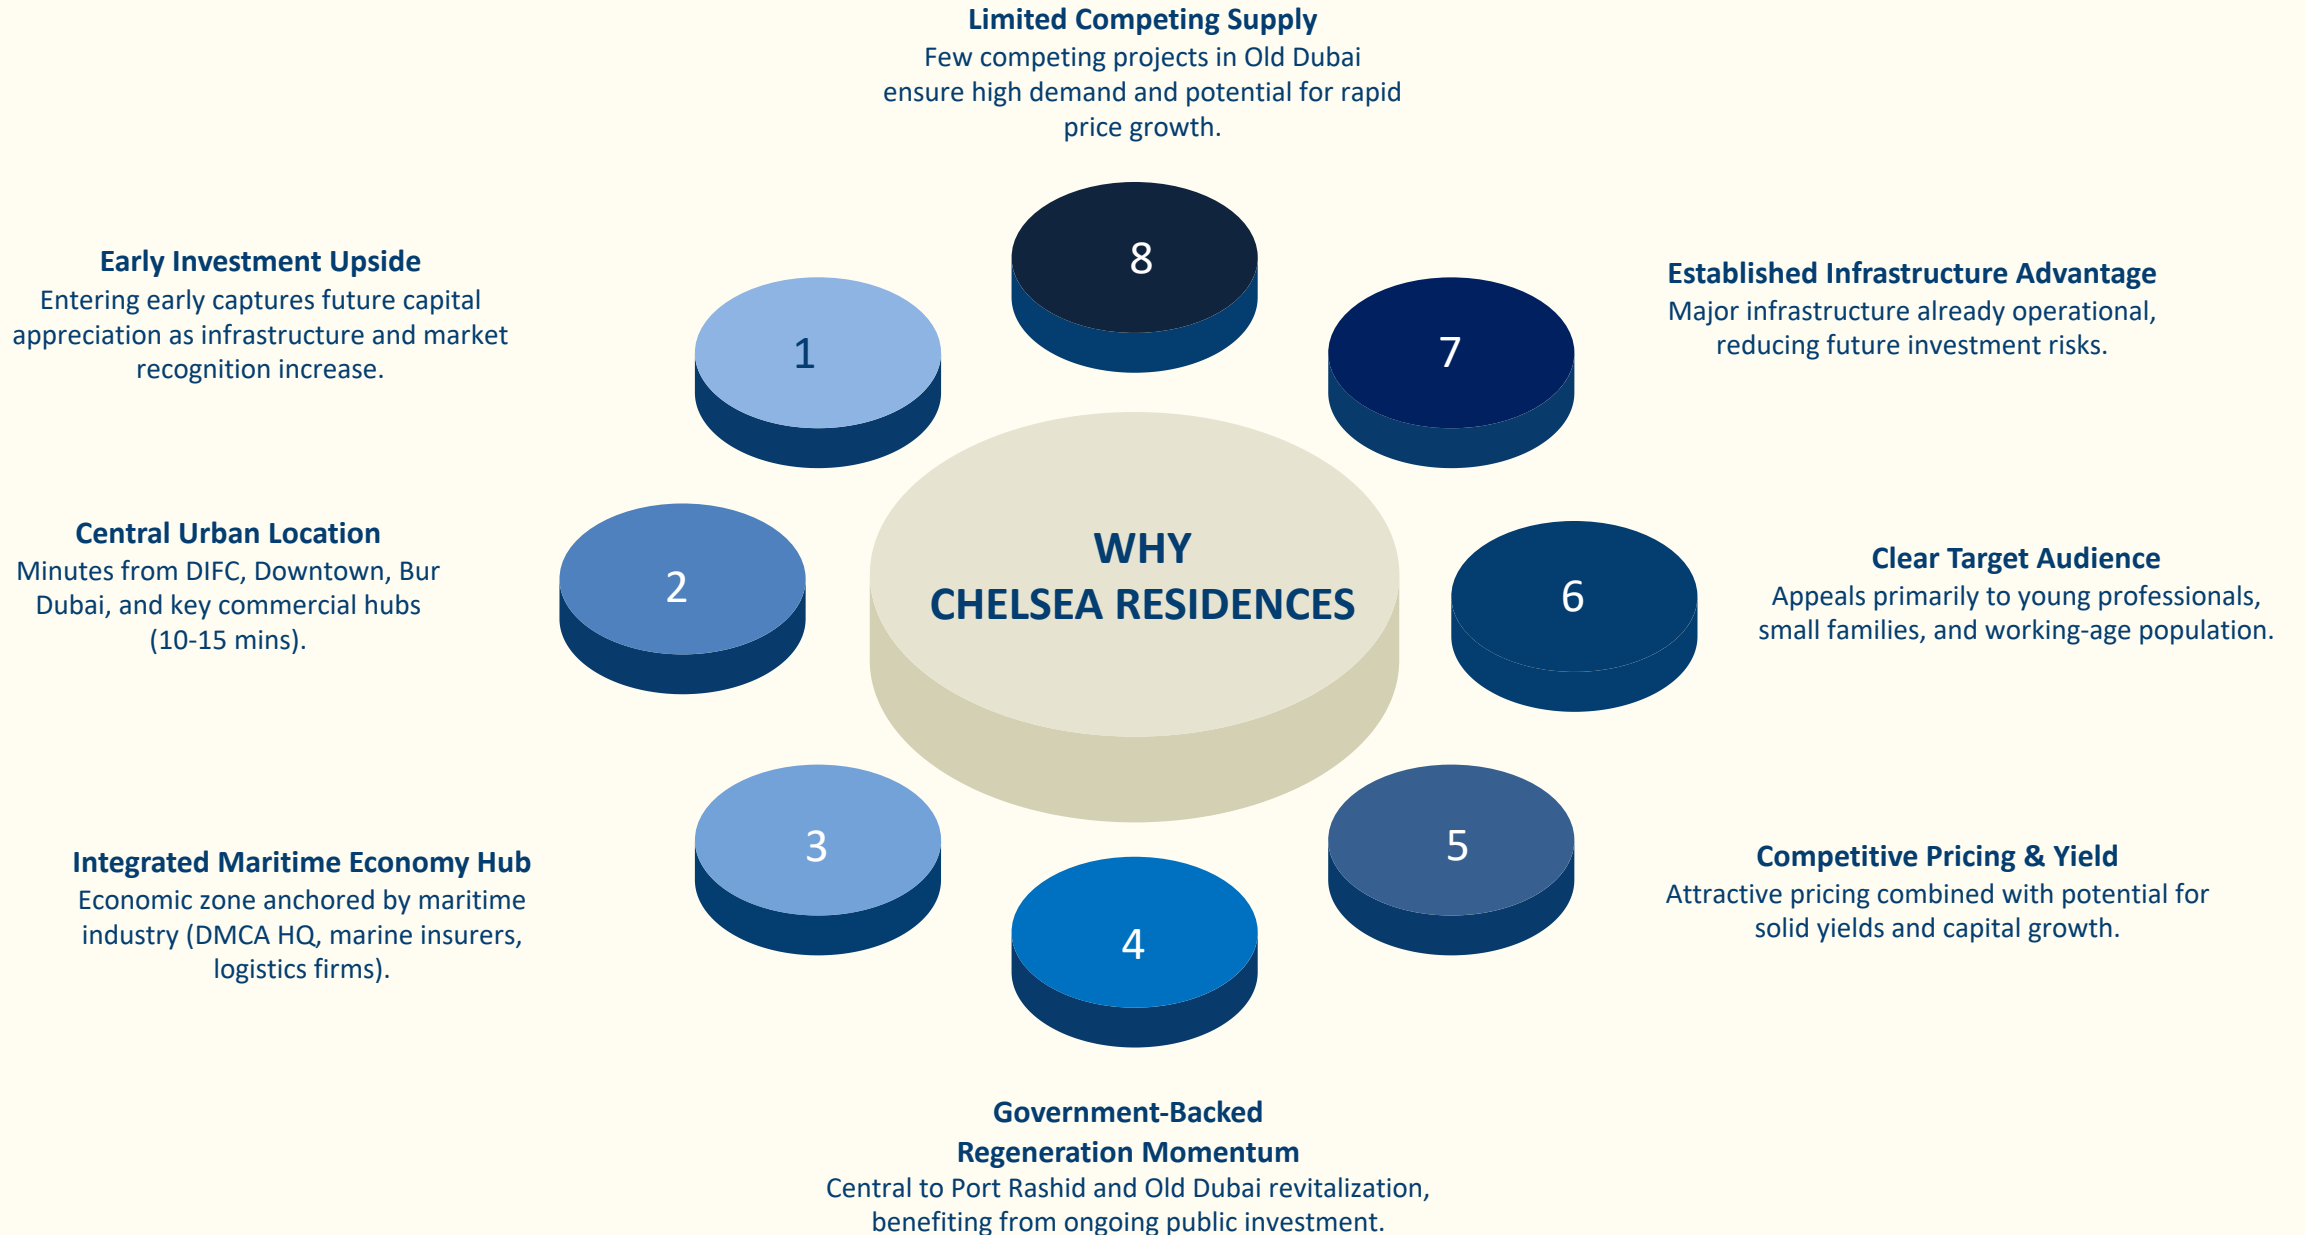 Limited Competing Supply
Few competing projects in Old Dubai
ensure high demand and potential for rapid
price growth.
8
Early Investment Upside
Entering early captures future capital
appreciation as infrastructure and market
recognition increase.
1
7
Established Infrastructure Advantage
Major infrastructure already operational,
reducing future investment risks.
Central Urban Location
Minutes from DIFC, Downtown, Bur
Dubai, and key commercial hubs
(10-15 mins).
2
WHY
CHELSEA RESIDENCES
6
Clear Target Audience
Appeals primarily to young professionals,
small families, and working-age population.
Integrated Maritime Economy Hub
Economic zone anchored by maritime
industry (DMCA HQ, marine insurers,
logistics firms).
3
5
Competitive Pricing & Yield
Attractive pricing combined with potential for
solid yields and capital growth.
4
Government-Backed
Regeneration Momentum
Central to Port Rashid and Old Dubai revitalization,
benefiting from ongoing public investment.